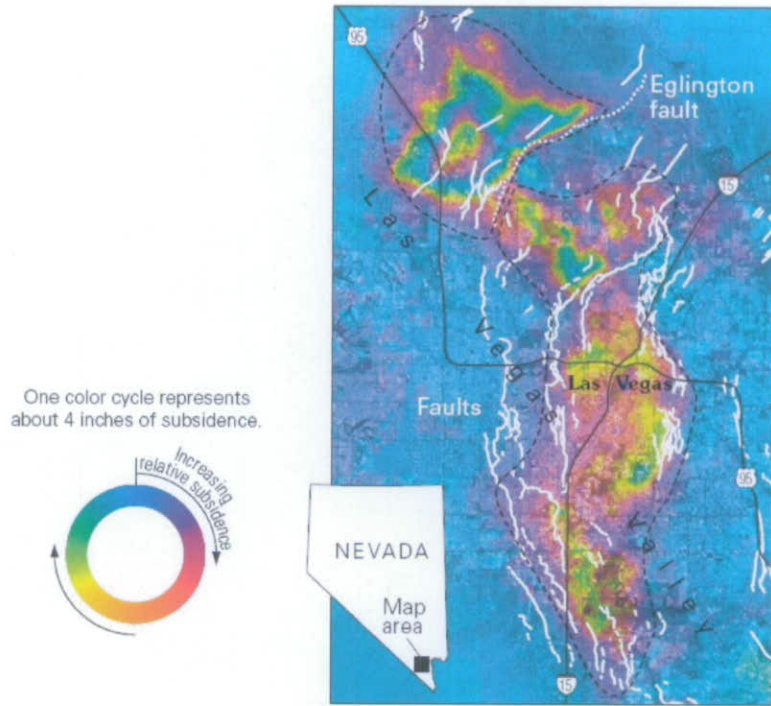 95
Eglington
fault
15
Las
Vegas
Valley
Las Vegas
Faults
95
15
One color cycle represents
about 4 inches of subsidence.
Increasing
relative subsidence
NEVADA
Map
area